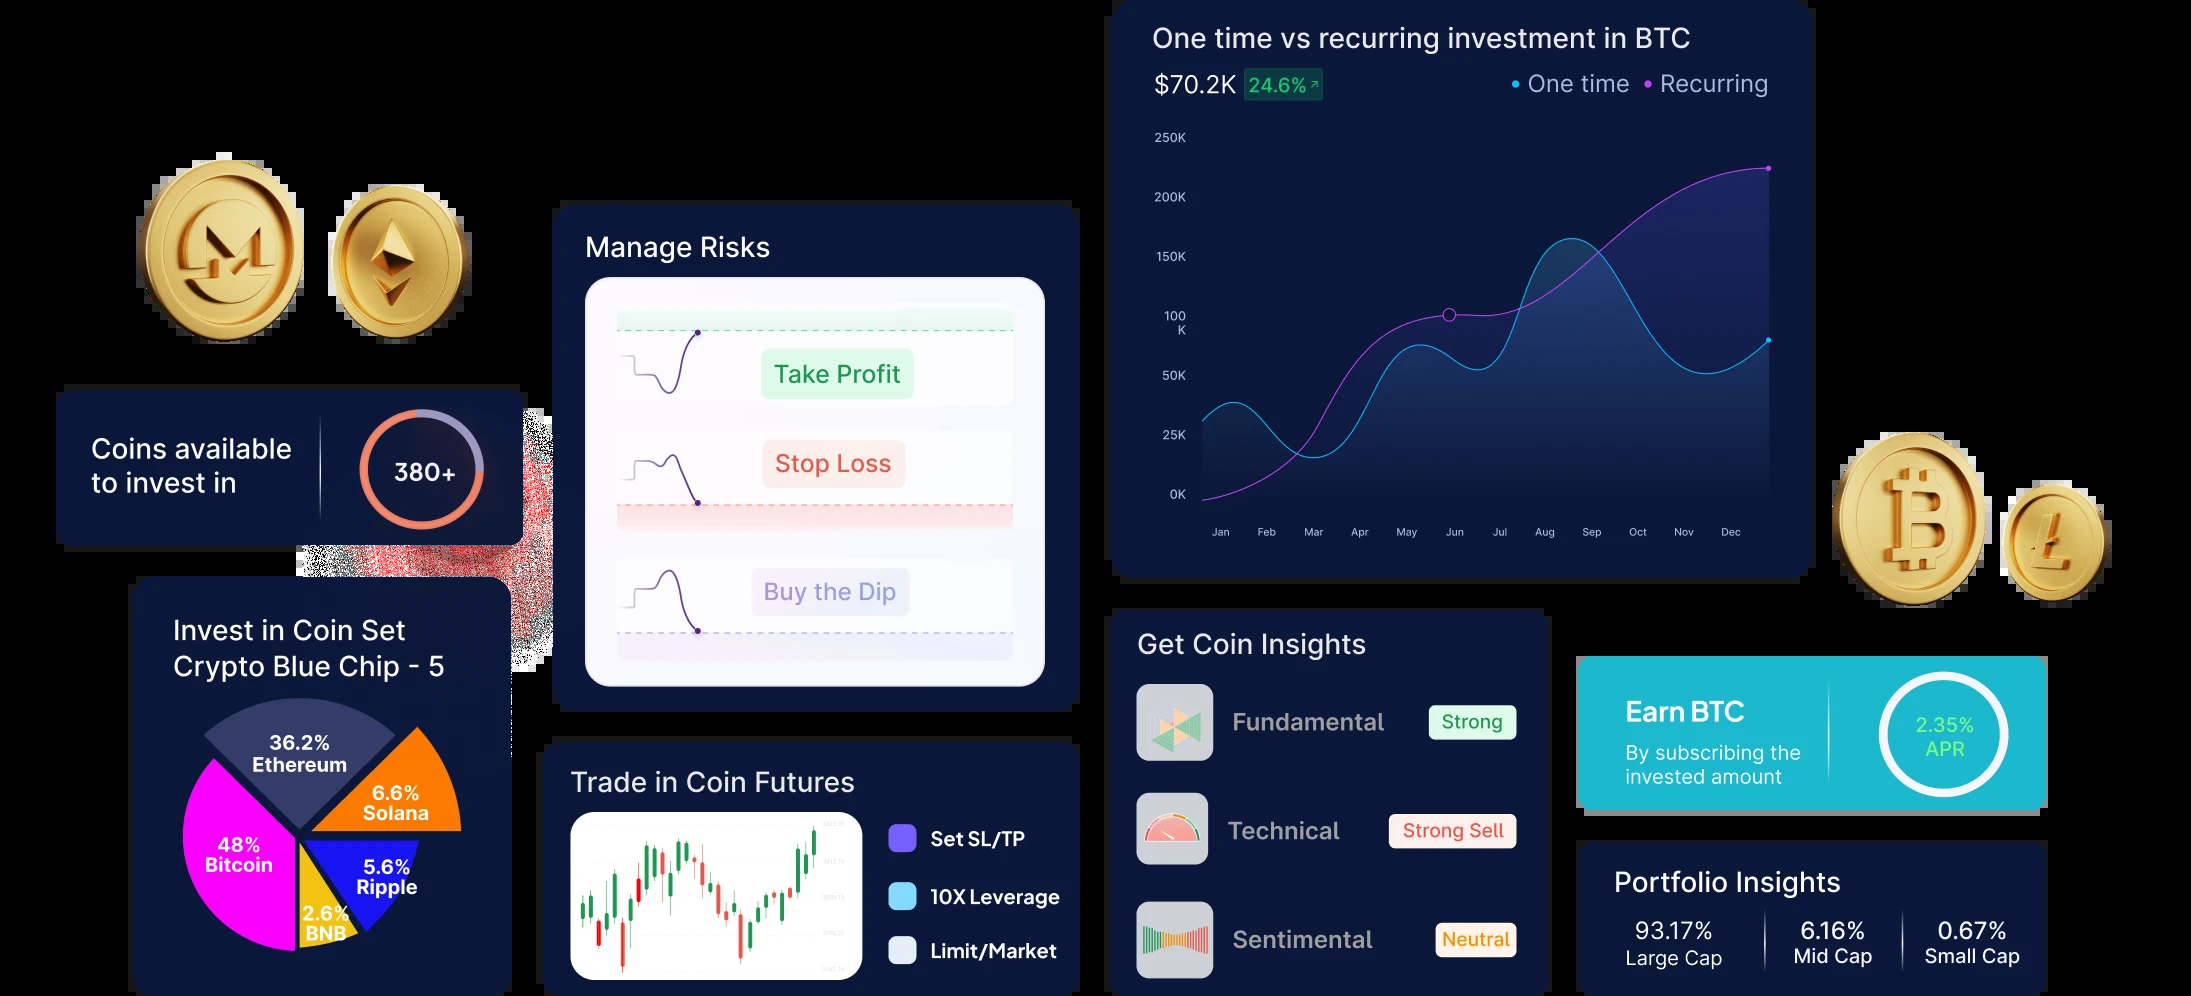 One time vs recurring investment in BTC
$70.2K 24.6%
One time Recurring
250K
200K
150K
100
K
50K
25K
0K
Jan Feb Mar Apr May Jun Jul Aug Sep Oct Nov Dec
Manage Risks
Take Profit
Stop Loss
Buy the Dip
Coins available
to invest in
380+
Invest in Coin Set
Crypto Blue Chip - 5
36.2%
Ethereum
6.6%
Solana
48%
Bitcoin
5.6%
Ripple
2.6%
BNB
Trade in Coin Futures
Set SL/TP
10X Leverage
Limit/Market
Get Coin Insights
Fundamental Strong
Technical Strong Sell
Sentimental Neutral
Earn BTC
By subscribing the
invested amount
2.35%
APR
Portfolio Insights
93.17% 6.16% 0.67%
Large Cap Mid Cap Small Cap